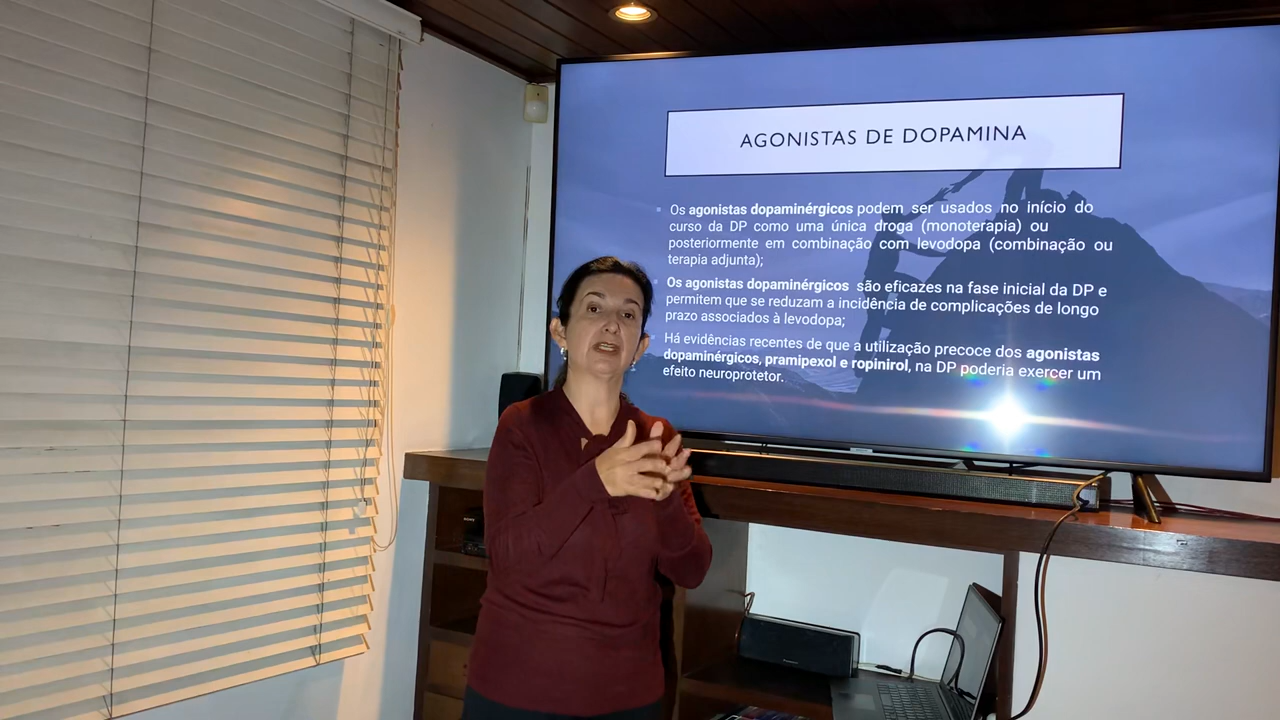 AGONISTAS DE DOPAMINA
Os agonistas dopaminérgicos podem ser usados no início do
curso da DP como uma única droga (monoterapia) ou
posteriormente em combinação com levodopa (combinação ou
terapia adjunta);
Os agonistas dopaminérgicos são eficazes na fase inicial da DP e
permitem que se reduzam a incidência de complicações de longo
prazo associados à levodopa;
Há evidências recentes de que a utilização precoce dos agonistas
dopaminérgicos, pramipexol e ropinirol, na DP poderia exercer um
efeito neuroprotetor.
SONY